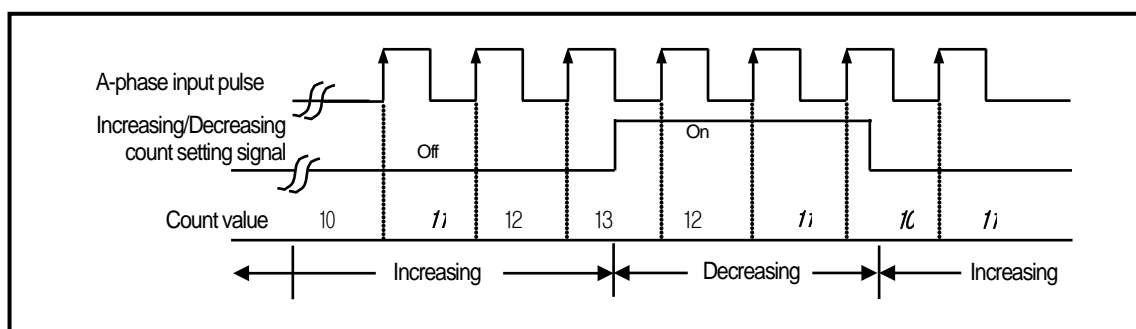 A-phase input pulse
Increasing/Decreasing
count setting signal
On
Off
Count value 10 11 12 13 12 11 10 11
Increasing Decreasing Increasing